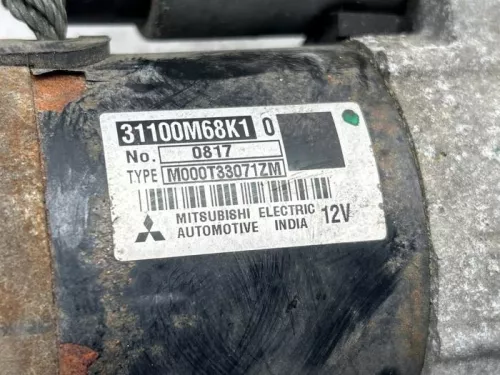 31100M68K1 0
No. 0817
TYPE M000T33071ZM
MITSUBISHI ELECTRIC
AUTOMOTIVE INDIA 12V